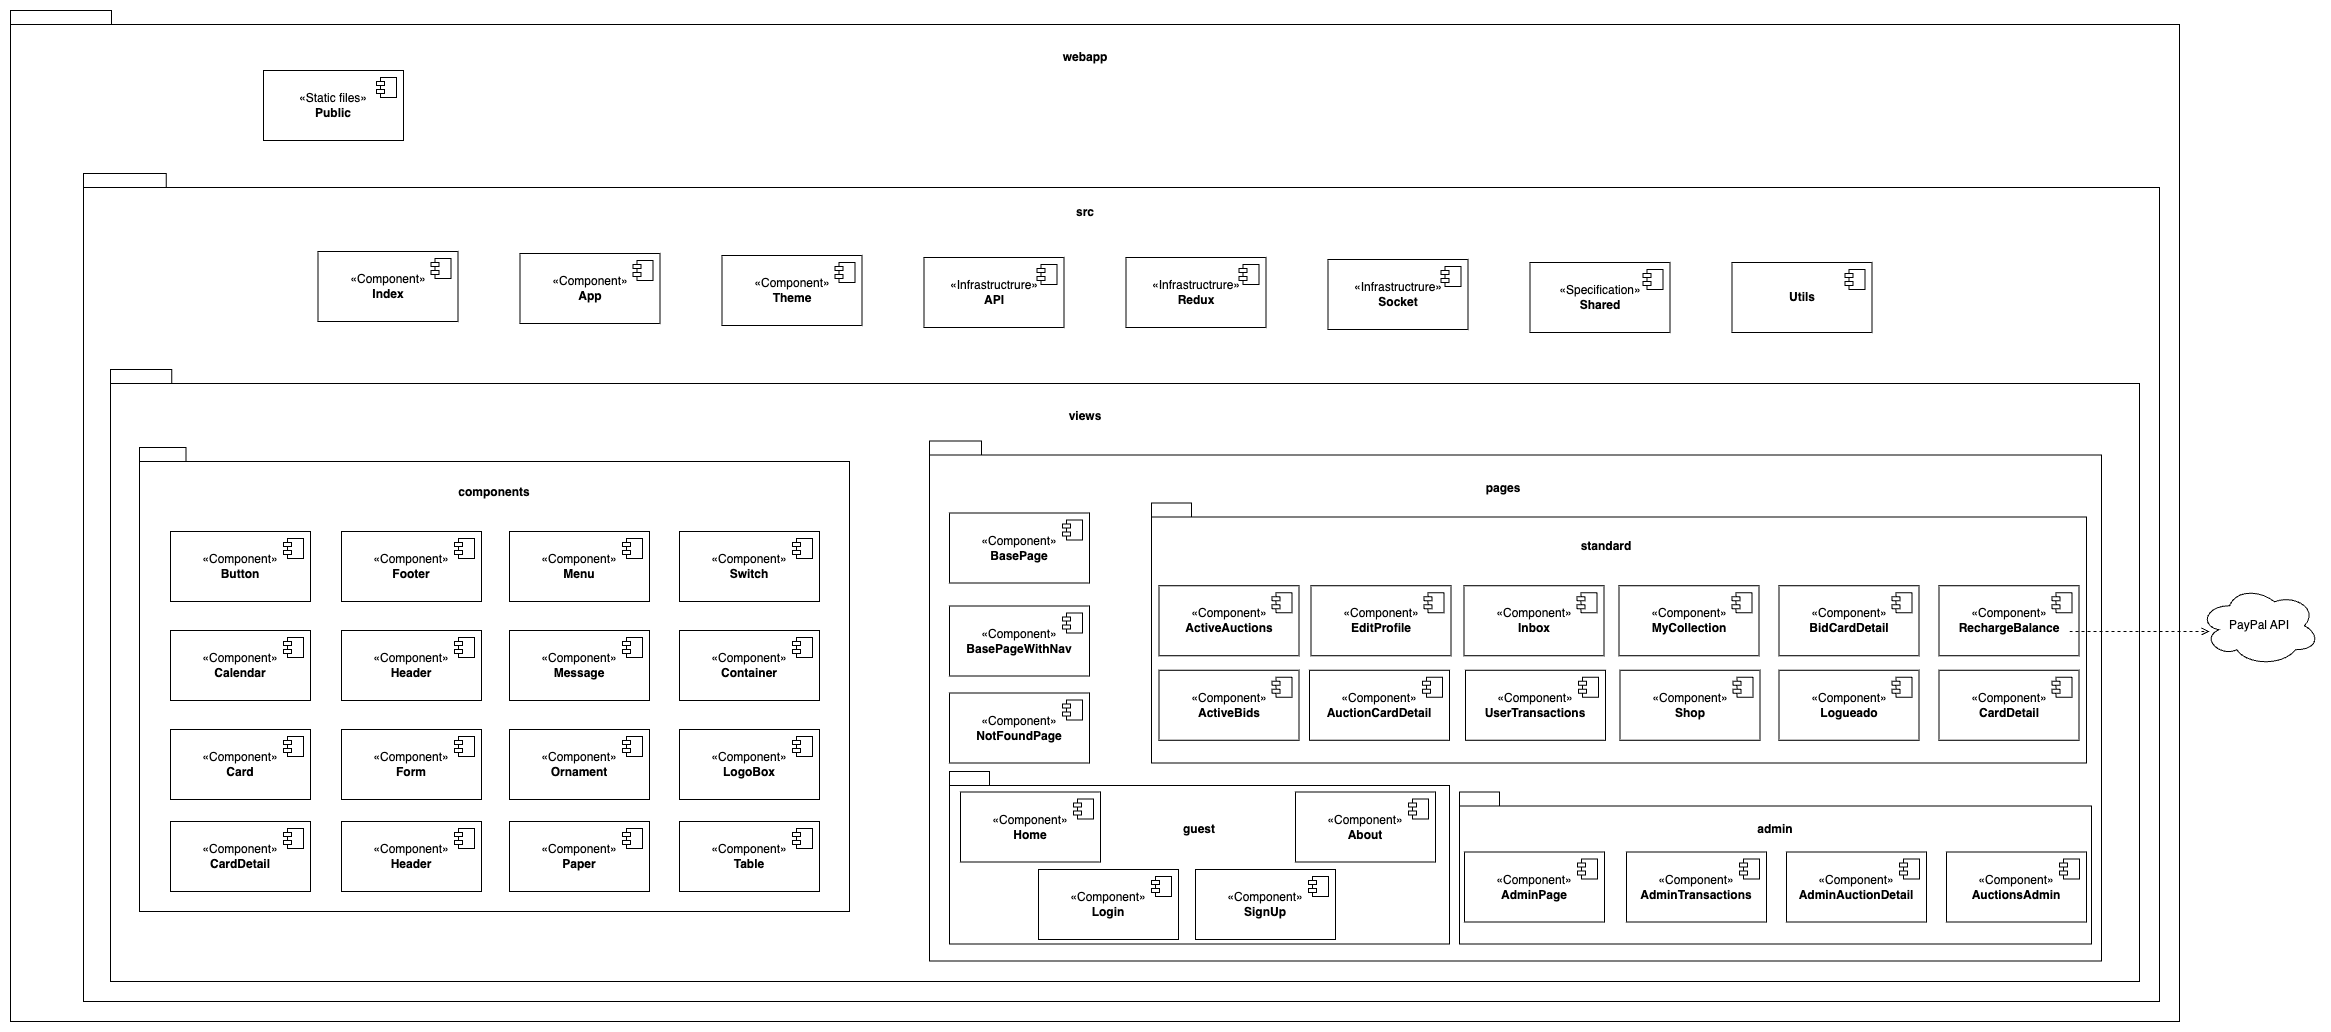 webapp
«Static files»
Public
src
«Component»
Index
«Component»
App
«Component»
Theme
«Infrastructrure»
API
«Infrastructrure»
Redux
«Infrastructrure»
Socket
«Specification»
Shared
Utils
views
components
«Component»
Button
«Component»
Footer
«Component»
Menu
«Component»
Switch
«Component»
Calendar
«Component»
Header
«Component»
Message
«Component»
Container
«Component»
Card
«Component»
Form
«Component»
Ornament
«Component»
LogoBox
«Component»
CardDetail
«Component»
Header
«Component»
Paper
«Component»
Table
pages
«Component»
BasePage
«Component»
BasePageWithNav
«Component»
NotFoundPage
standard
«Component»
ActiveAuctions
«Component»
EditProfile
«Component»
Inbox
«Component»
MyCollection
«Component»
BidCardDetail
«Component»
RechargeBalance
«Component»
ActiveBids
«Component»
AuctionCardDetail
«Component»
UserTransactions
«Component»
Shop
«Component»
Logueado
«Component»
CardDetail
guest
«Component»
Home
«Component»
About
«Component»
Login
«Component»
SignUp
admin
«Component»
AdminPage
«Component»
AdminTransactions
«Component»
AdminAuctionDetail
«Component»
AuctionsAdmin
PayPal API